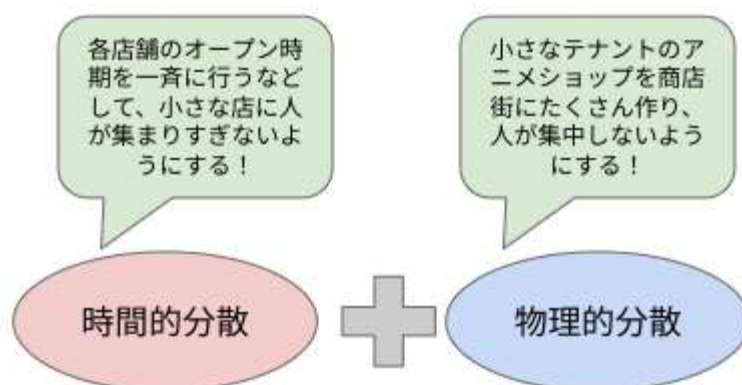 各店舗のオープン時
期を一斉に行うなど
して、小さな店に人
が集まりすぎないよ
うにする！
小さなテナントのア
ニメショップを商店
街にたくさん作り、
人が集中しないよう
にする！
時間的分散
物理的分散